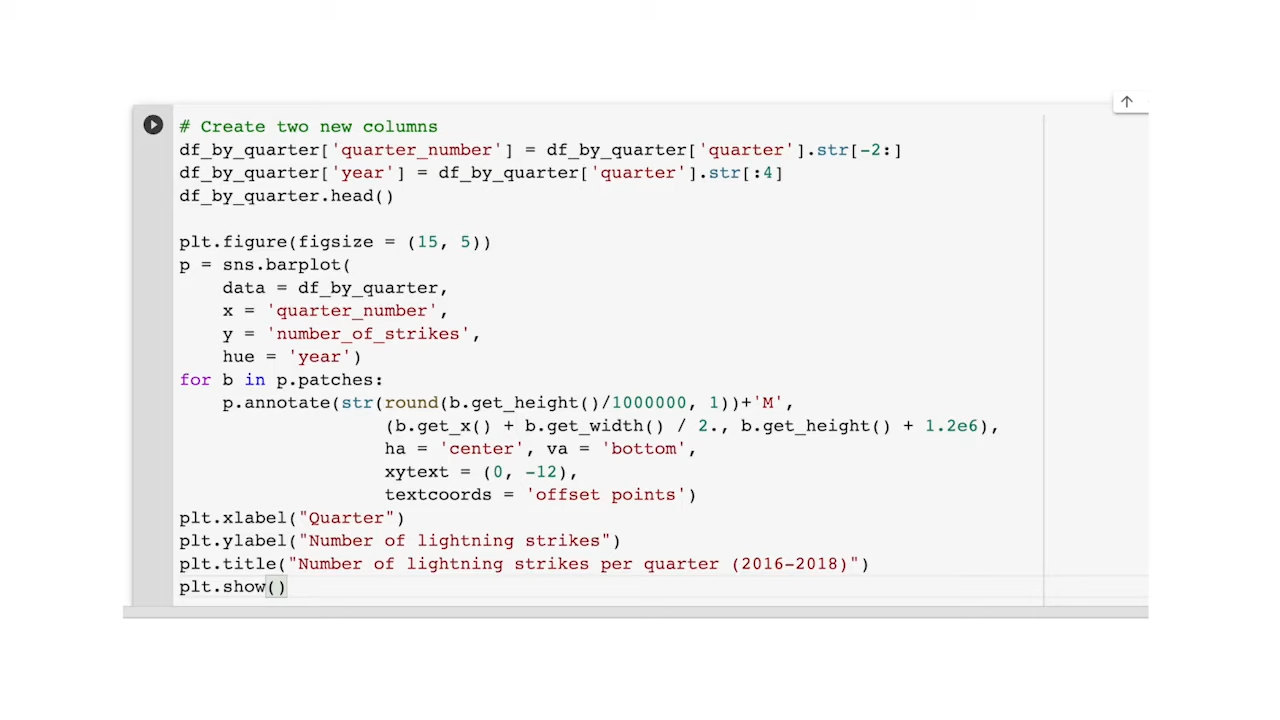 # Create two new columns
df_by_quarter['quarter_number'] = df_by_quarter['quarter'].str[-2:]
df_by_quarter['year'] = df_by_quarter['quarter'].str[:4]
df_by_quarter.head()
plt.figure(figsize = (15, 5))
p = sns.barplot(
    data = df_by_quarter,
    x = 'quarter_number',
    y = 'number_of_strikes',
    hue = 'year')
for b in p.patches:
    p.annotate(str(round(b.get_height()/1000000, 1))+'M',
                   (b.get_x() + b.get_width() / 2., b.get_height() + 1.2e6),
                   ha = 'center', va = 'bottom',
                   xytext = (0, -12),
                   textcoords = 'offset points')
plt.xlabel("Quarter")
plt.ylabel("Number of lightning strikes")
plt.title("Number of lightning strikes per quarter (2016-2018)")
plt.show()